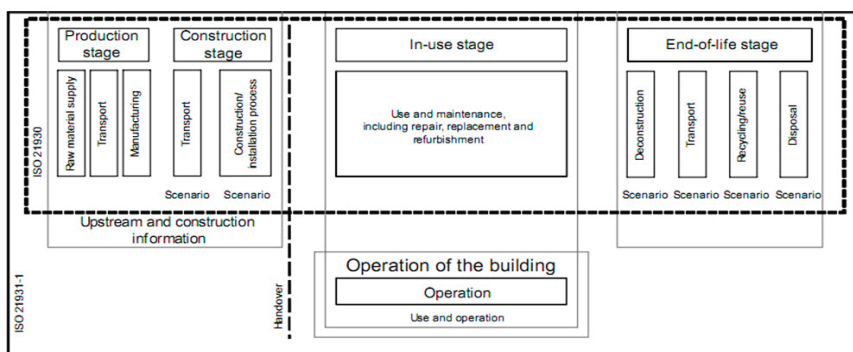 Production
stage
Construction
stage
In-use stage
End-of-life stage
ISO 21930
Raw material supply
Transport
Manufacturing
Transport
Construction/
installation process
Use and maintenance,
including repair, replacement and
refurbishment
Deconstruction
Transport
Recycling/reuse
Disposal
Scenario
Scenario
Scenario
Scenario
Scenario
Scenario
Upstream and construction
information
ISO 21931-1
Handover
Operation of the building
Operation
Use and operation